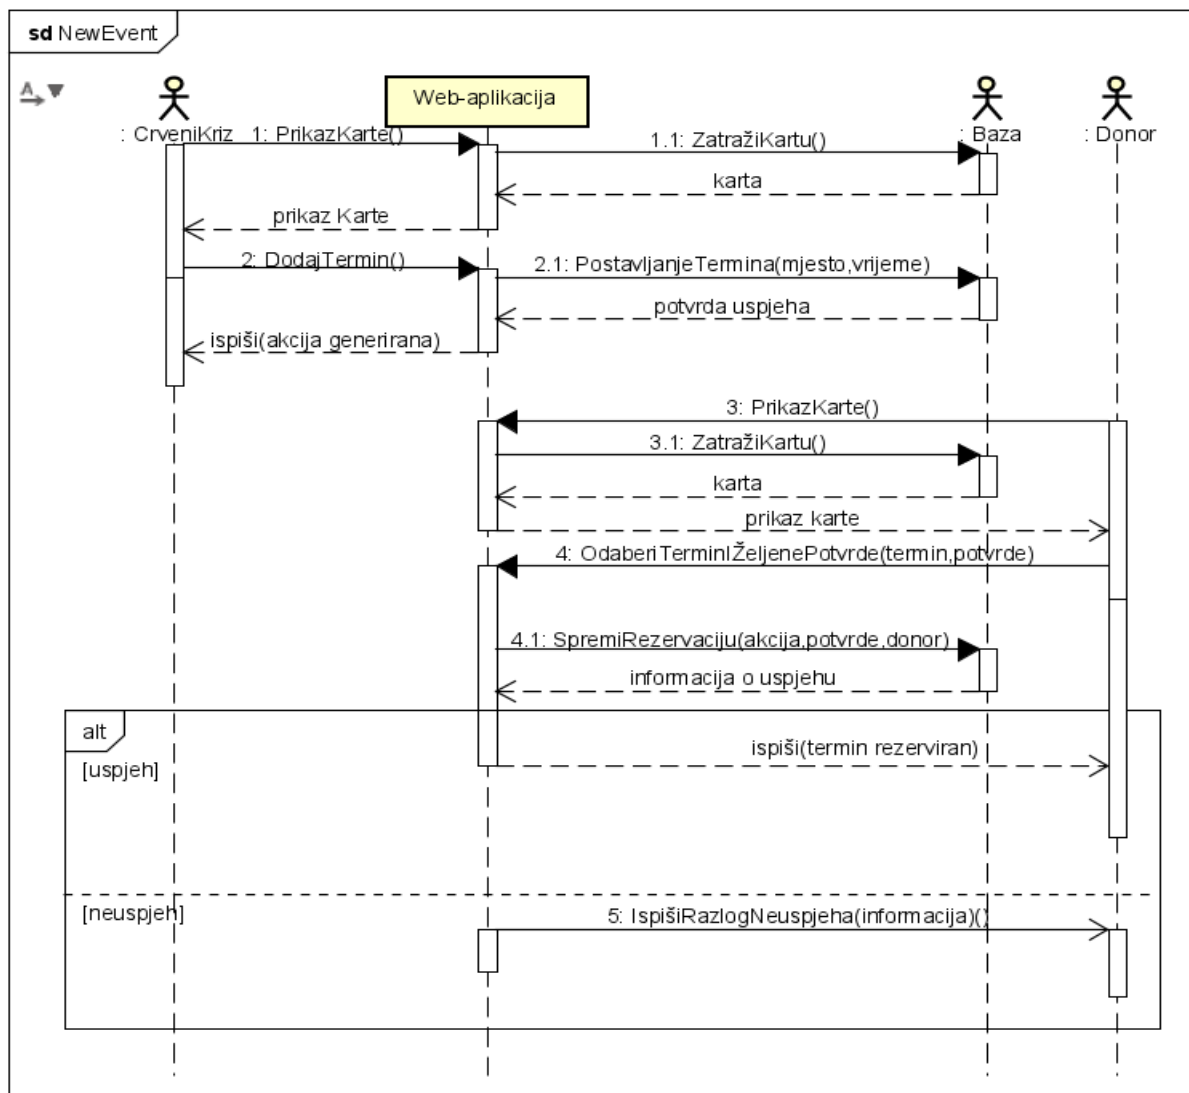 sd NewEvent
A
Web-aplikacija
: CrveniKriz
: Baza
: Donor
1: PrikazKarte()
1.1: ZatražiKartu()
karta
prikaz Karte
2: DodajTermin()
2.1: PostavljanjeTermina(mjesto,vrijeme)
potvrda uspjeha
ispiši(akcija generirana)
3: PrikazKarte()
3.1: ZatražiKartu()
karta
prikaz karte
4: OdaberiTerminIŽeljenePotvrde(termin,potvrde)
4.1: SpremiRezervaciju(akcija,potvrde,donor)
informacija o uspjehu
alt
ispiši(termin rezerviran)
[uspjeh]
[neuspjeh]
5: IspišiRazlogNeuspjeha(informacija)()